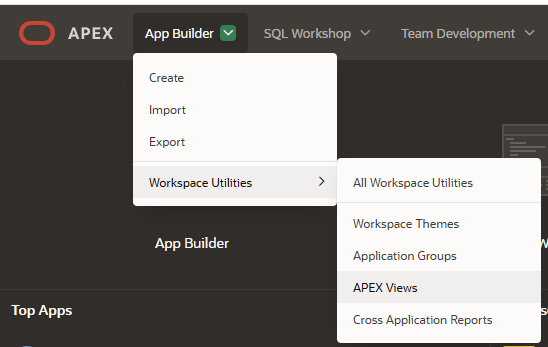 APEX App Builder SQL Workshop Team Development
Create
Import
Export
Workspace Utilities
All Workspace Utilities
Workspace Themes
Application Groups
APEX Views
Cross Application Reports
App Builder
Top Apps